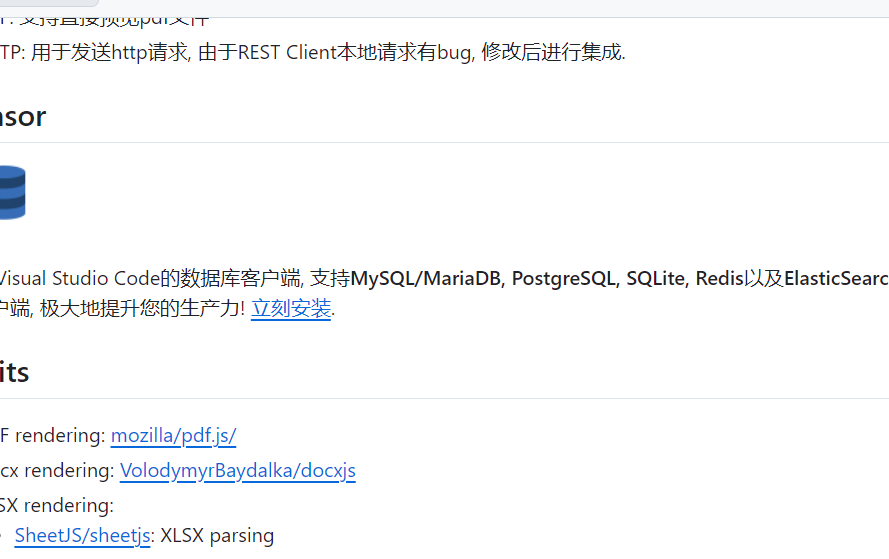 支持直接预览pdf文件
TP: 用于发送http请求, 由于REST Client本地请求有bug, 修改后进行集成.
nsor
Visual Studio Code的数据库客户端, 支持MySQL/MariaDB, PostgreSQL, SQLite, Redis以及ElasticSearc
户端, 极大地提升您的生产力! 立刻安装.
its
F rendering: mozilla/pdf.js/
cx rendering: VolodymyrBaydalka/docxjs
SX rendering:
SheetJS/sheetjs: XLSX parsing